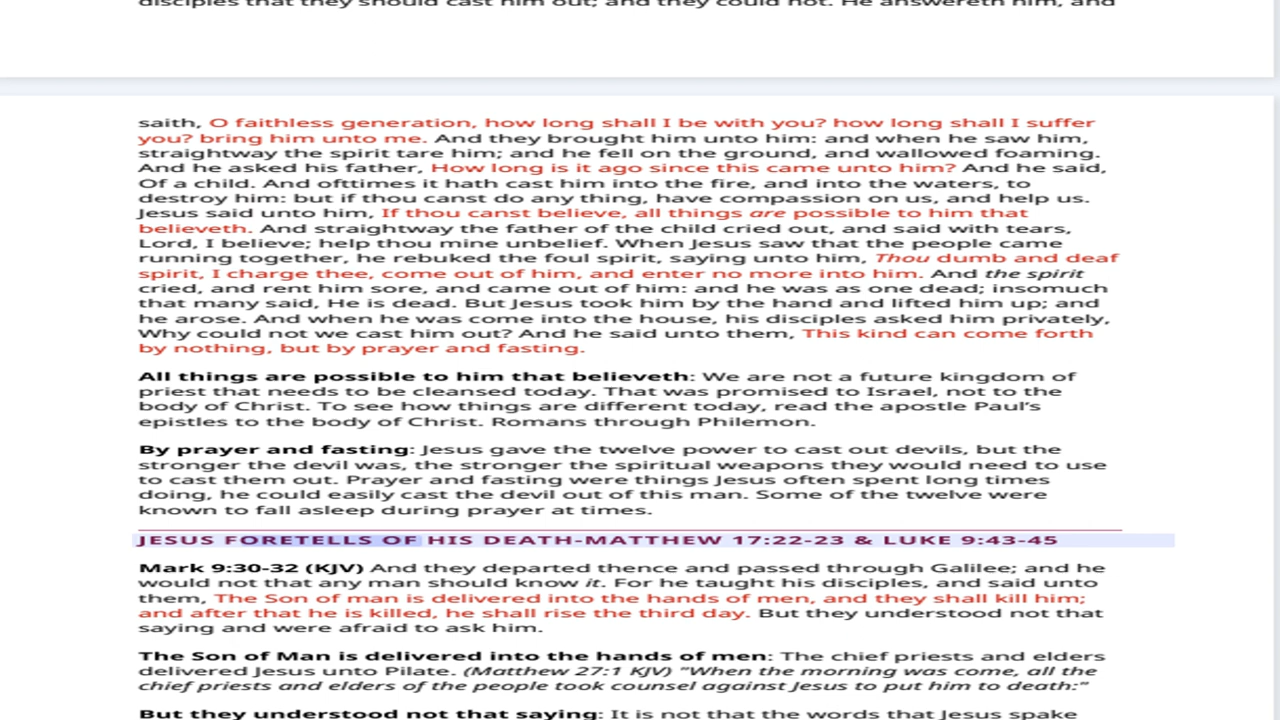 disciples that they should cast him out; and they could not. He answereth him, and
saith, O faithless generation, how long shall I be with you? how long shall I suffer
you? bring him unto me. And they brought him unto him: and when he saw him,
straightway the spirit tare him; and he fell on the ground, and wallowed foaming.
And he asked his father, How long is it ago since this came unto him? And he said,
Of a child. And ofttimes it hath cast him into the fire, and into the waters, to
destroy him: but if thou canst do any thing, have compassion on us, and help us.
Jesus said unto him, If thou canst believe, all things are possible to him that
believeth. And straightway the father of the child cried out, and said with tears,
Lord, I believe; help thou mine unbelief. When Jesus saw that the people came
running together, he rebuked the foul spirit, saying unto him, Thou dumb and deaf
spirit, I charge thee, come out of him, and enter no more into him. And the spirit
cried, and rent him sore, and came out of him: and he was as one dead; insomuch
that many said, He is dead. But Jesus took him by the hand and lifted him up; and
he arose. And when he was come into the house, his disciples asked him privately,
Why could not we cast him out? And he said unto them, This kind can come forth
by nothing, but by prayer and fasting.
All things are possible to him that believeth: We are not a future kingdom of
priest that needs to be cleansed today. That was promised to Israel, not to the
body of Christ. To see how things are different today, read the apostle Paul's
epistles to the body of Christ. Romans through Philemon.
By prayer and fasting: Jesus gave the twelve power to cast out devils, but the
stronger the devil was, the stronger the spiritual weapons they would need to use
to cast them out. Prayer and fasting were things Jesus often spent long times
doing, he could easily cast the devil out of this man. Some of the twelve were
known to fall asleep during prayer at times.
JESUS FORETELLS OF HIS DEATH-MATTHEW 17:22-23 & LUKE 9:43-45
Mark 9:30-32 (KJV) And they departed thence and passed through Galilee; and he
would not that any man should know it. For he taught his disciples, and said unto
them, The Son of man is delivered into the hands of men, and they shall kill him;
and after that he is killed, he shall rise the third day. But they understood not that
saying and were afraid to ask him.
The Son of Man is delivered into the hands of men: The chief priests and elders
delivered Jesus unto Pilate. (Matthew 27:1 KJV) "When the morning was come, all the
chief priests and elders of the people took counsel against Jesus to put him to death:"
But they understood not that saying: It is not that the words that Jesus spake